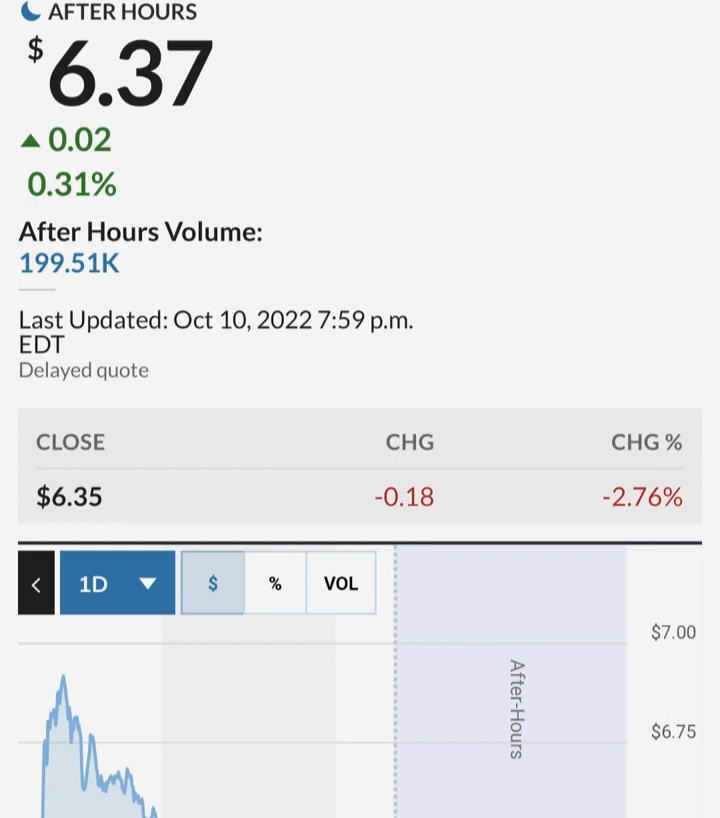 AFTER HOURS
$6.37
▲ 0.02
0.31%
After Hours Volume:
199.51K
Last Updated: Oct 10, 2022 7:59 p.m.
EDT
Delayed quote
CLOSE CHG CHG %
$6.35 -0.18 -2.76%
< 1D ▼ $ % VOL
$7.00
After-Hours
$6.75